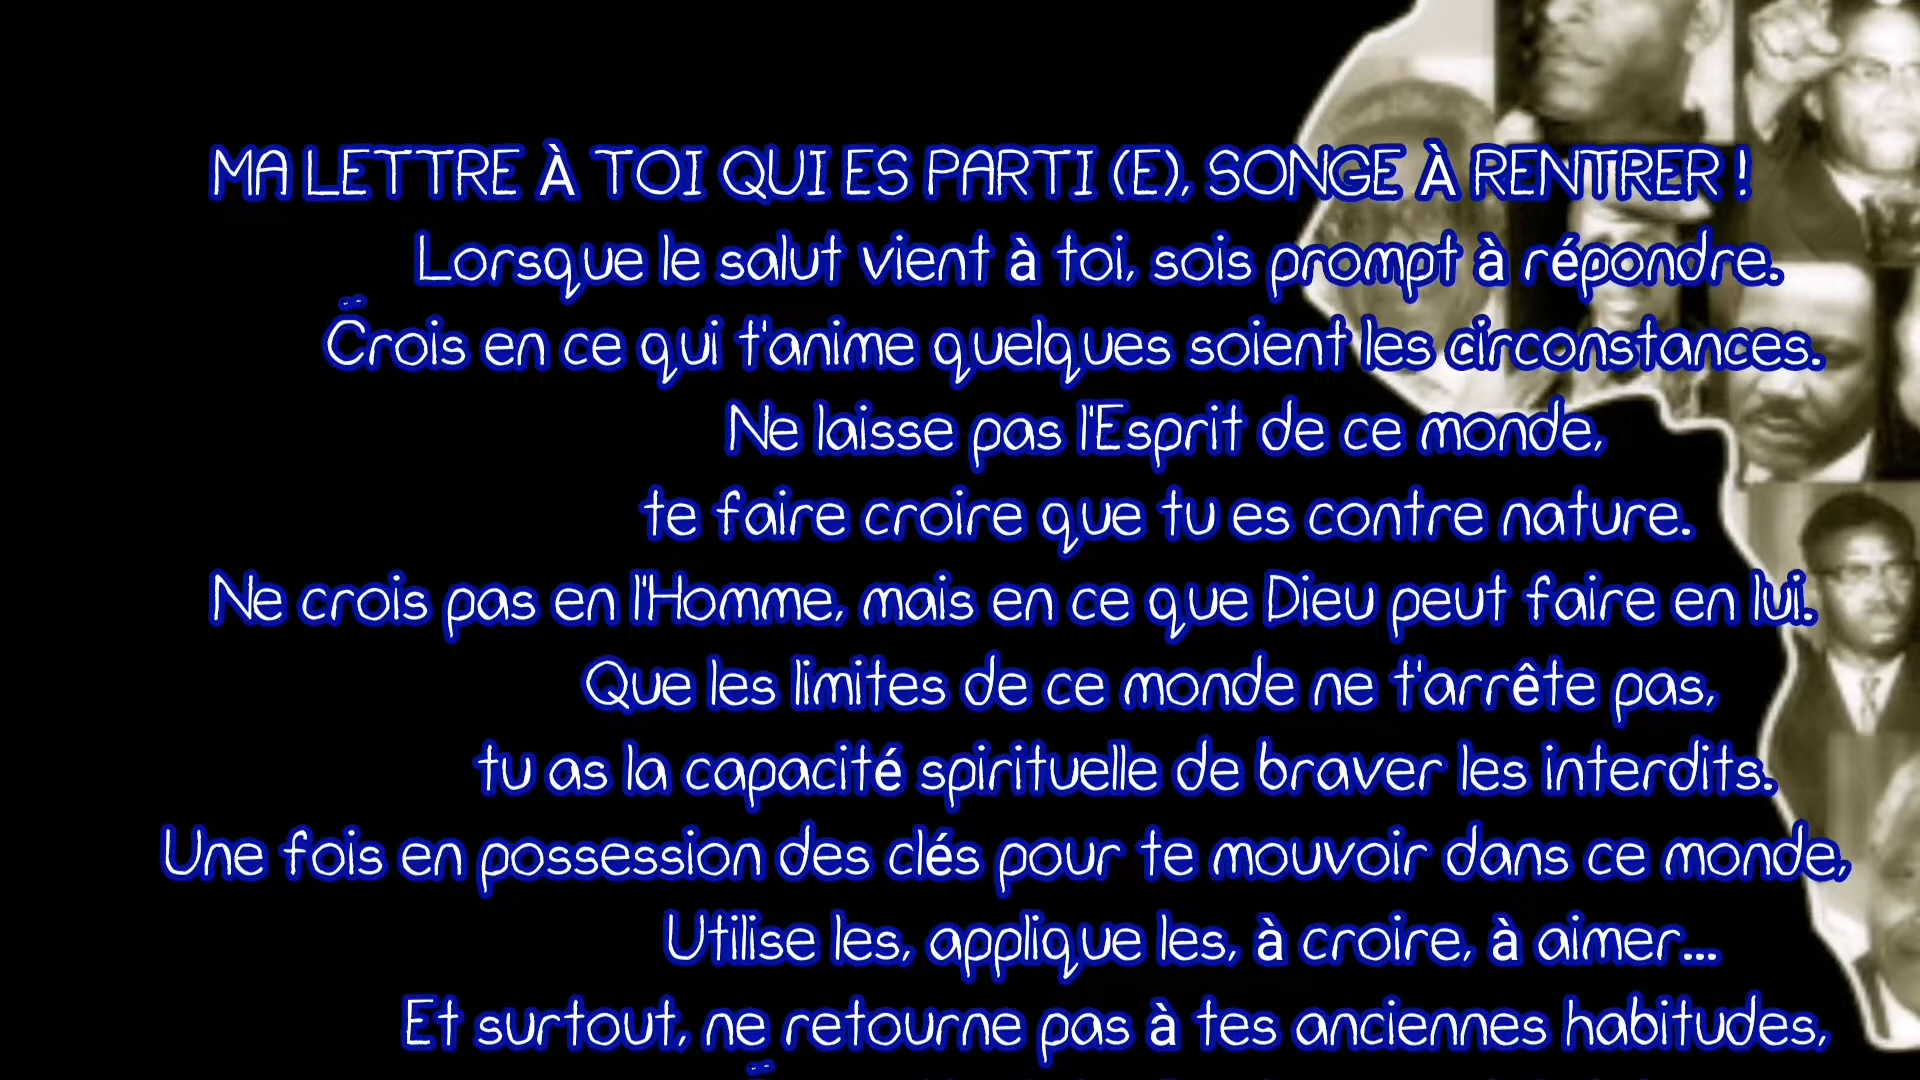 MA LETTRE À TOI QUI ES PARTI (E), SONGE À RENTRER !
Lorsque le salut vient à toi, sois prompt à répondre.
Crois en ce qui t'anime quelques soient les circonstances.
Ne laisse pas l'Esprit de ce monde,
te faire croire que tu es contre nature.
Ne crois pas en l'Homme, mais en ce que Dieu peut faire en lui.
Que les limites de ce monde ne t'arrête pas,
tu as la capacité spirituelle de braver les interdits.
Une fois en possession des clés pour te mouvoir dans ce monde,
Utilise les, applique les, à croire, à aimer...
Et surtout, ne retourne pas à tes anciennes habitudes,